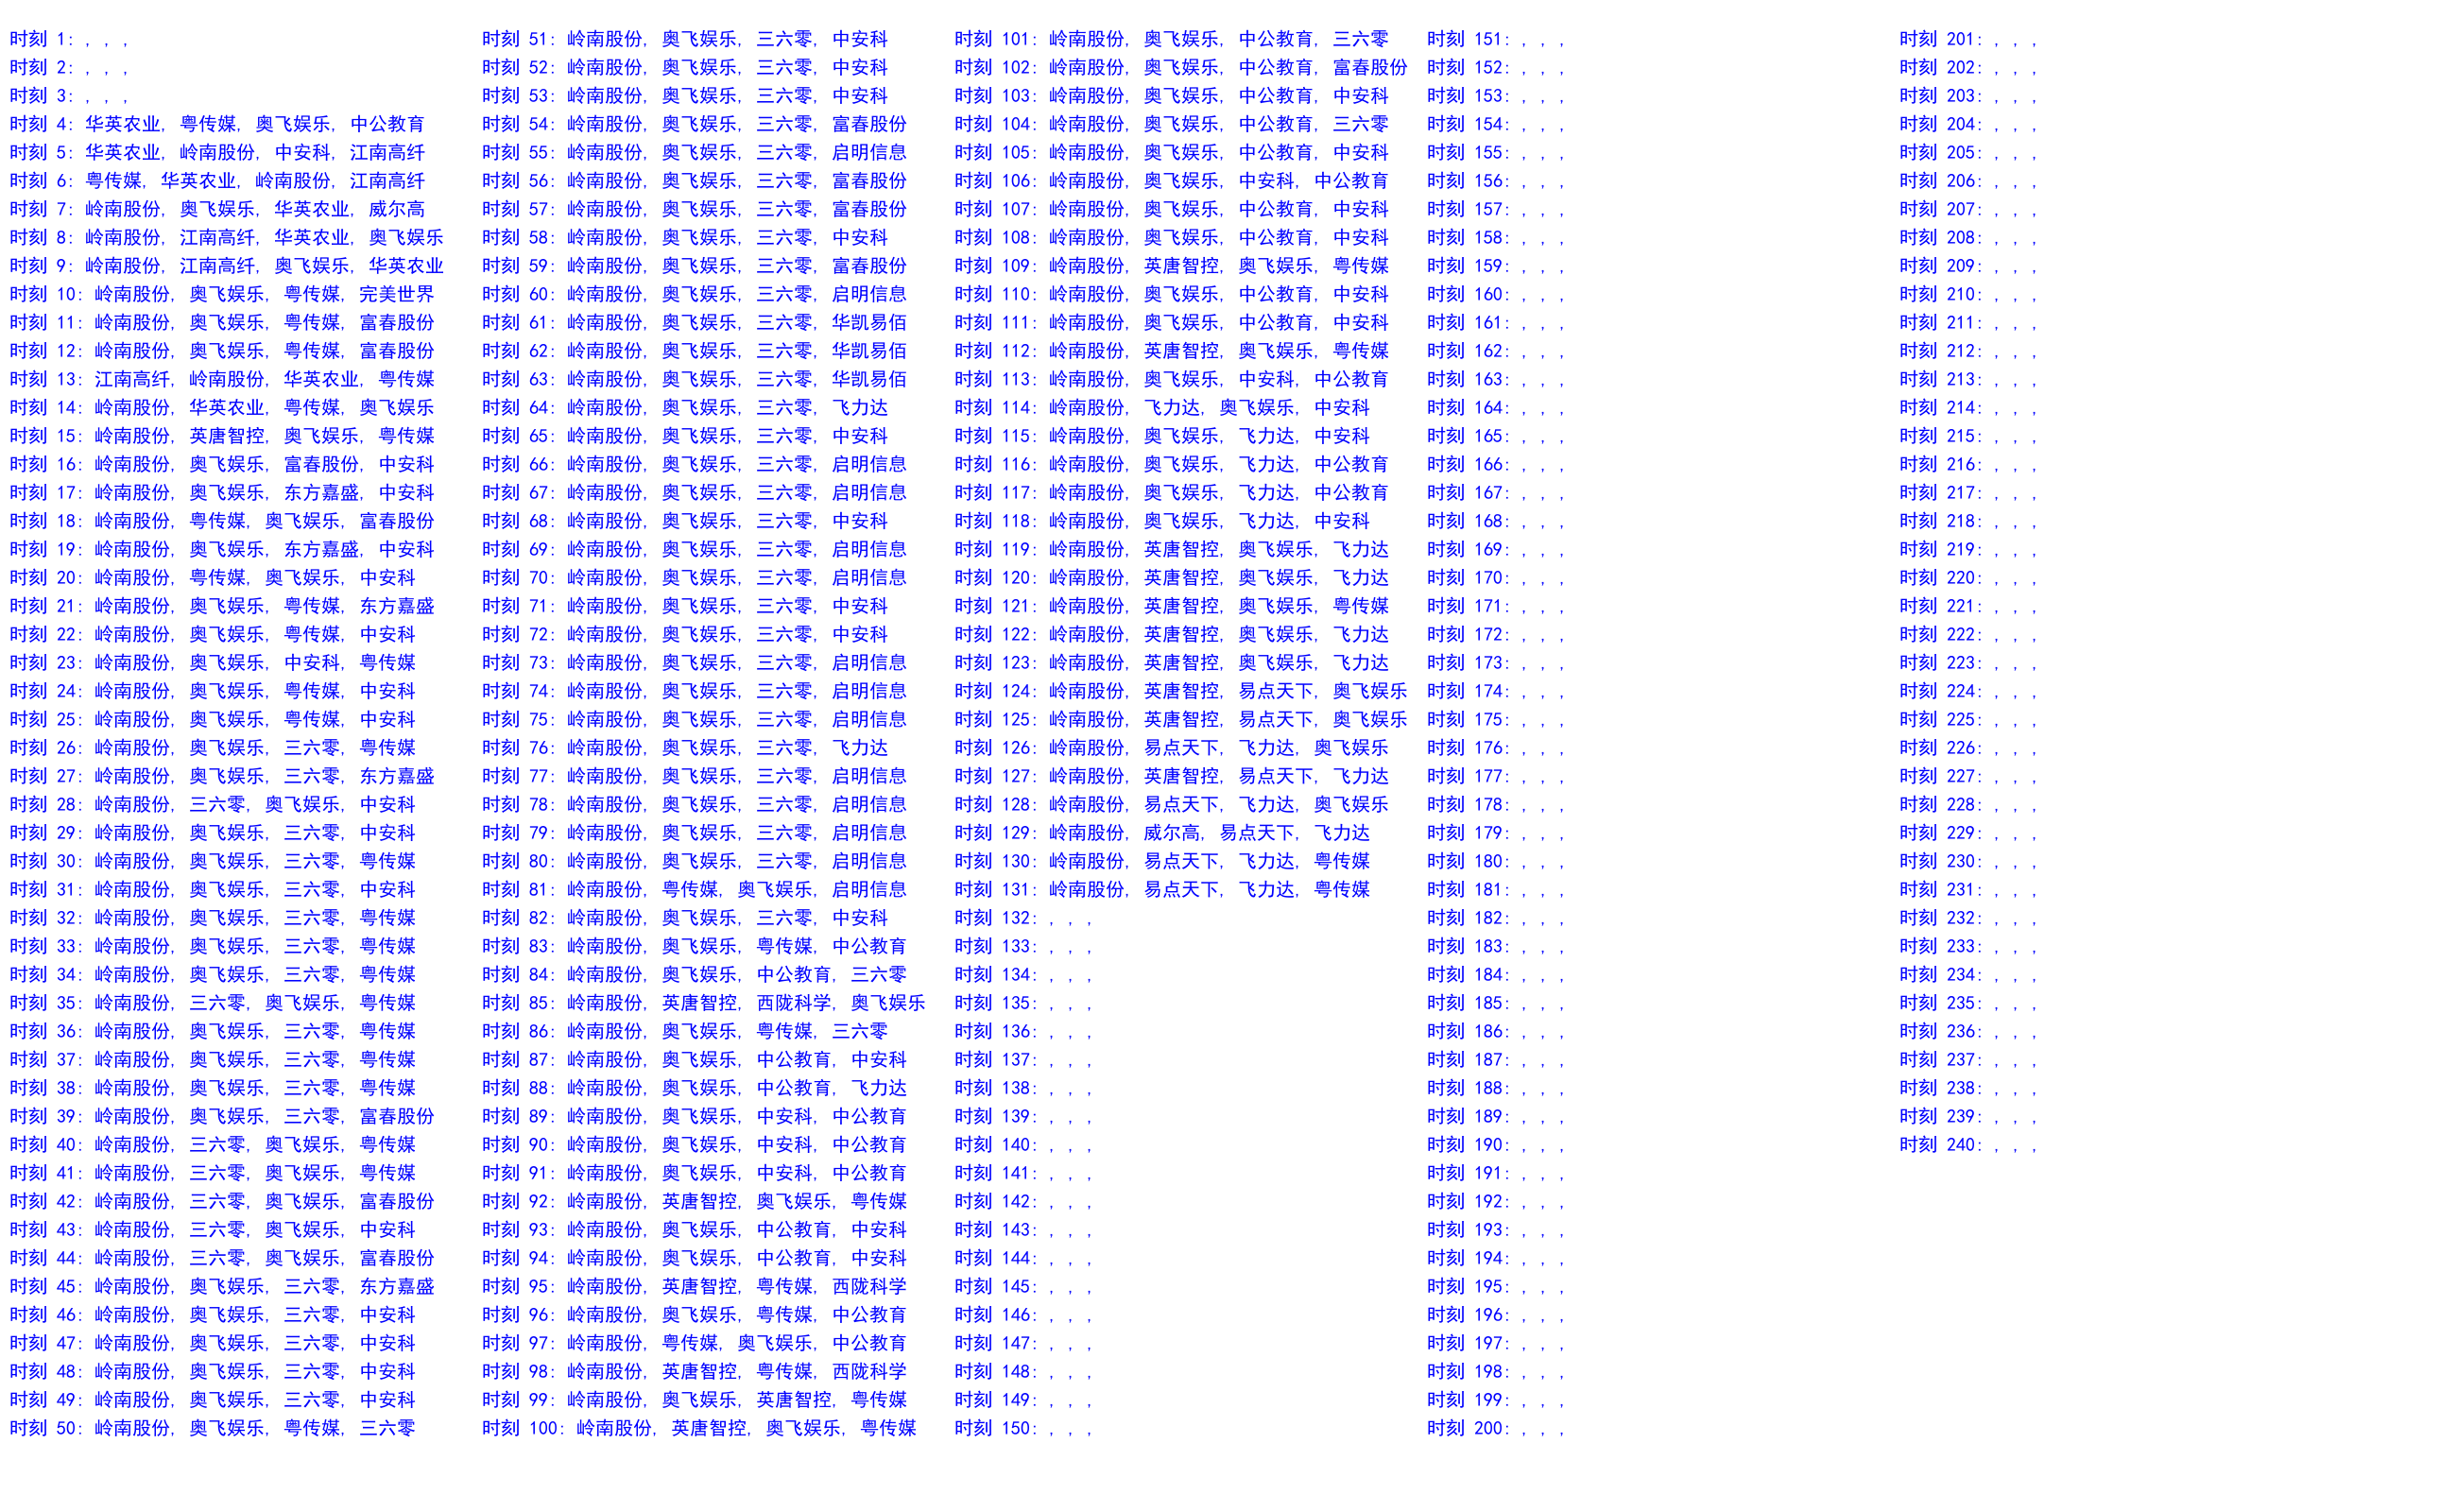 时刻 1: , , ,
时刻 2: , , ,
时刻 3: , , ,
时刻 4: 华英农业, 粤传媒, 奥飞娱乐, 中公教育
时刻 5: 华英农业, 岭南股份, 中安科, 江南高纤
时刻 6: 粤传媒, 华英农业, 岭南股份, 江南高纤
时刻 7: 岭南股份, 奥飞娱乐, 华英农业, 威尔高
时刻 8: 岭南股份, 江南高纤, 华英农业, 奥飞娱乐
时刻 9: 岭南股份, 江南高纤, 奥飞娱乐, 华英农业
时刻 10: 岭南股份, 奥飞娱乐, 粤传媒, 完美世界
时刻 11: 岭南股份, 奥飞娱乐, 粤传媒, 富春股份
时刻 12: 岭南股份, 奥飞娱乐, 粤传媒, 富春股份
时刻 13: 江南高纤, 岭南股份, 华英农业, 粤传媒
时刻 14: 岭南股份, 华英农业, 粤传媒, 奥飞娱乐
时刻 15: 岭南股份, 英唐智控, 奥飞娱乐, 粤传媒
时刻 16: 岭南股份, 奥飞娱乐, 富春股份, 中安科
时刻 17: 岭南股份, 奥飞娱乐, 东方嘉盛, 中安科
时刻 18: 岭南股份, 粤传媒, 奥飞娱乐, 富春股份
时刻 19: 岭南股份, 奥飞娱乐, 东方嘉盛, 中安科
时刻 20: 岭南股份, 粤传媒, 奥飞娱乐, 中安科
时刻 21: 岭南股份, 奥飞娱乐, 粤传媒, 东方嘉盛
时刻 22: 岭南股份, 奥飞娱乐, 粤传媒, 中安科
时刻 23: 岭南股份, 奥飞娱乐, 中安科, 粤传媒
时刻 24: 岭南股份, 奥飞娱乐, 粤传媒, 中安科
时刻 25: 岭南股份, 奥飞娱乐, 粤传媒, 中安科
时刻 26: 岭南股份, 奥飞娱乐, 三六零, 粤传媒
时刻 27: 岭南股份, 奥飞娱乐, 三六零, 东方嘉盛
时刻 28: 岭南股份, 三六零, 奥飞娱乐, 中安科
时刻 29: 岭南股份, 奥飞娱乐, 三六零, 中安科
时刻 30: 岭南股份, 奥飞娱乐, 三六零, 粤传媒
时刻 31: 岭南股份, 奥飞娱乐, 三六零, 中安科
时刻 32: 岭南股份, 奥飞娱乐, 三六零, 粤传媒
时刻 33: 岭南股份, 奥飞娱乐, 三六零, 粤传媒
时刻 34: 岭南股份, 奥飞娱乐, 三六零, 粤传媒
时刻 35: 岭南股份, 三六零, 奥飞娱乐, 粤传媒
时刻 36: 岭南股份, 奥飞娱乐, 三六零, 粤传媒
时刻 37: 岭南股份, 奥飞娱乐, 三六零, 粤传媒
时刻 38: 岭南股份, 奥飞娱乐, 三六零, 粤传媒
时刻 39: 岭南股份, 奥飞娱乐, 三六零, 富春股份
时刻 40: 岭南股份, 三六零, 奥飞娱乐, 粤传媒
时刻 41: 岭南股份, 三六零, 奥飞娱乐, 粤传媒
时刻 42: 岭南股份, 三六零, 奥飞娱乐, 富春股份
时刻 43: 岭南股份, 三六零, 奥飞娱乐, 中安科
时刻 44: 岭南股份, 三六零, 奥飞娱乐, 富春股份
时刻 45: 岭南股份, 奥飞娱乐, 三六零, 东方嘉盛
时刻 46: 岭南股份, 奥飞娱乐, 三六零, 中安科
时刻 47: 岭南股份, 奥飞娱乐, 三六零, 中安科
时刻 48: 岭南股份, 奥飞娱乐, 三六零, 中安科
时刻 49: 岭南股份, 奥飞娱乐, 三六零, 中安科
时刻 50: 岭南股份, 奥飞娱乐, 粤传媒, 三六零
时刻 51: 岭南股份, 奥飞娱乐, 三六零, 中安科
时刻 52: 岭南股份, 奥飞娱乐, 三六零, 中安科
时刻 53: 岭南股份, 奥飞娱乐, 三六零, 中安科
时刻 54: 岭南股份, 奥飞娱乐, 三六零, 富春股份
时刻 55: 岭南股份, 奥飞娱乐, 三六零, 启明信息
时刻 56: 岭南股份, 奥飞娱乐, 三六零, 富春股份
时刻 57: 岭南股份, 奥飞娱乐, 三六零, 富春股份
时刻 58: 岭南股份, 奥飞娱乐, 三六零, 中安科
时刻 59: 岭南股份, 奥飞娱乐, 三六零, 富春股份
时刻 60: 岭南股份, 奥飞娱乐, 三六零, 启明信息
时刻 61: 岭南股份, 奥飞娱乐, 三六零, 华凯易佰
时刻 62: 岭南股份, 奥飞娱乐, 三六零, 华凯易佰
时刻 63: 岭南股份, 奥飞娱乐, 三六零, 华凯易佰
时刻 64: 岭南股份, 奥飞娱乐, 三六零, 飞力达
时刻 65: 岭南股份, 奥飞娱乐, 三六零, 中安科
时刻 66: 岭南股份, 奥飞娱乐, 三六零, 启明信息
时刻 67: 岭南股份, 奥飞娱乐, 三六零, 启明信息
时刻 68: 岭南股份, 奥飞娱乐, 三六零, 中安科
时刻 69: 岭南股份, 奥飞娱乐, 三六零, 启明信息
时刻 70: 岭南股份, 奥飞娱乐, 三六零, 启明信息
时刻 71: 岭南股份, 奥飞娱乐, 三六零, 中安科
时刻 72: 岭南股份, 奥飞娱乐, 三六零, 中安科
时刻 73: 岭南股份, 奥飞娱乐, 三六零, 启明信息
时刻 74: 岭南股份, 奥飞娱乐, 三六零, 启明信息
时刻 75: 岭南股份, 奥飞娱乐, 三六零, 启明信息
时刻 76: 岭南股份, 奥飞娱乐, 三六零, 飞力达
时刻 77: 岭南股份, 奥飞娱乐, 三六零, 启明信息
时刻 78: 岭南股份, 奥飞娱乐, 三六零, 启明信息
时刻 79: 岭南股份, 奥飞娱乐, 三六零, 启明信息
时刻 80: 岭南股份, 奥飞娱乐, 三六零, 启明信息
时刻 81: 岭南股份, 粤传媒, 奥飞娱乐, 启明信息
时刻 82: 岭南股份, 奥飞娱乐, 三六零, 中安科
时刻 83: 岭南股份, 奥飞娱乐, 粤传媒, 中公教育
时刻 84: 岭南股份, 奥飞娱乐, 中公教育, 三六零
时刻 85: 岭南股份, 英唐智控, 西陇科学, 奥飞娱乐
时刻 86: 岭南股份, 奥飞娱乐, 粤传媒, 三六零
时刻 87: 岭南股份, 奥飞娱乐, 中公教育, 中安科
时刻 88: 岭南股份, 奥飞娱乐, 中公教育, 飞力达
时刻 89: 岭南股份, 奥飞娱乐, 中安科, 中公教育
时刻 90: 岭南股份, 奥飞娱乐, 中安科, 中公教育
时刻 91: 岭南股份, 奥飞娱乐, 中安科, 中公教育
时刻 92: 岭南股份, 英唐智控, 奥飞娱乐, 粤传媒
时刻 93: 岭南股份, 奥飞娱乐, 中公教育, 中安科
时刻 94: 岭南股份, 奥飞娱乐, 中公教育, 中安科
时刻 95: 岭南股份, 英唐智控, 粤传媒, 西陇科学
时刻 96: 岭南股份, 奥飞娱乐, 粤传媒, 中公教育
时刻 97: 岭南股份, 粤传媒, 奥飞娱乐, 中公教育
时刻 98: 岭南股份, 英唐智控, 粤传媒, 西陇科学
时刻 99: 岭南股份, 奥飞娱乐, 英唐智控, 粤传媒
时刻 100: 岭南股份, 英唐智控, 奥飞娱乐, 粤传媒
时刻 101: 岭南股份, 奥飞娱乐, 中公教育, 三六零
时刻 102: 岭南股份, 奥飞娱乐, 中公教育, 富春股份
时刻 103: 岭南股份, 奥飞娱乐, 中公教育, 中安科
时刻 104: 岭南股份, 奥飞娱乐, 中公教育, 三六零
时刻 105: 岭南股份, 奥飞娱乐, 中公教育, 中安科
时刻 106: 岭南股份, 奥飞娱乐, 中安科, 中公教育
时刻 107: 岭南股份, 奥飞娱乐, 中公教育, 中安科
时刻 108: 岭南股份, 奥飞娱乐, 中公教育, 中安科
时刻 109: 岭南股份, 英唐智控, 奥飞娱乐, 粤传媒
时刻 110: 岭南股份, 奥飞娱乐, 中公教育, 中安科
时刻 111: 岭南股份, 奥飞娱乐, 中公教育, 中安科
时刻 112: 岭南股份, 英唐智控, 奥飞娱乐, 粤传媒
时刻 113: 岭南股份, 奥飞娱乐, 中安科, 中公教育
时刻 114: 岭南股份, 飞力达, 奥飞娱乐, 中安科
时刻 115: 岭南股份, 奥飞娱乐, 飞力达, 中安科
时刻 116: 岭南股份, 奥飞娱乐, 飞力达, 中公教育
时刻 117: 岭南股份, 奥飞娱乐, 飞力达, 中公教育
时刻 118: 岭南股份, 奥飞娱乐, 飞力达, 中安科
时刻 119: 岭南股份, 英唐智控, 奥飞娱乐, 飞力达
时刻 120: 岭南股份, 英唐智控, 奥飞娱乐, 飞力达
时刻 121: 岭南股份, 英唐智控, 奥飞娱乐, 粤传媒
时刻 122: 岭南股份, 英唐智控, 奥飞娱乐, 飞力达
时刻 123: 岭南股份, 英唐智控, 奥飞娱乐, 飞力达
时刻 124: 岭南股份, 英唐智控, 易点天下, 奥飞娱乐
时刻 125: 岭南股份, 英唐智控, 易点天下, 奥飞娱乐
时刻 126: 岭南股份, 易点天下, 飞力达, 奥飞娱乐
时刻 127: 岭南股份, 英唐智控, 易点天下, 飞力达
时刻 128: 岭南股份, 易点天下, 飞力达, 奥飞娱乐
时刻 129: 岭南股份, 威尔高, 易点天下, 飞力达
时刻 130: 岭南股份, 易点天下, 飞力达, 粤传媒
时刻 131: 岭南股份, 易点天下, 飞力达, 粤传媒
时刻 132: , , ,
时刻 133: , , ,
时刻 134: , , ,
时刻 135: , , ,
时刻 136: , , ,
时刻 137: , , ,
时刻 138: , , ,
时刻 139: , , ,
时刻 140: , , ,
时刻 141: , , ,
时刻 142: , , ,
时刻 143: , , ,
时刻 144: , , ,
时刻 145: , , ,
时刻 146: , , ,
时刻 147: , , ,
时刻 148: , , ,
时刻 149: , , ,
时刻 150: , , ,
时刻 151: , , ,
时刻 152: , , ,
时刻 153: , , ,
时刻 154: , , ,
时刻 155: , , ,
时刻 156: , , ,
时刻 157: , , ,
时刻 158: , , ,
时刻 159: , , ,
时刻 160: , , ,
时刻 161: , , ,
时刻 162: , , ,
时刻 163: , , ,
时刻 164: , , ,
时刻 165: , , ,
时刻 166: , , ,
时刻 167: , , ,
时刻 168: , , ,
时刻 169: , , ,
时刻 170: , , ,
时刻 171: , , ,
时刻 172: , , ,
时刻 173: , , ,
时刻 174: , , ,
时刻 175: , , ,
时刻 176: , , ,
时刻 177: , , ,
时刻 178: , , ,
时刻 179: , , ,
时刻 180: , , ,
时刻 181: , , ,
时刻 182: , , ,
时刻 183: , , ,
时刻 184: , , ,
时刻 185: , , ,
时刻 186: , , ,
时刻 187: , , ,
时刻 188: , , ,
时刻 189: , , ,
时刻 190: , , ,
时刻 191: , , ,
时刻 192: , , ,
时刻 193: , , ,
时刻 194: , , ,
时刻 195: , , ,
时刻 196: , , ,
时刻 197: , , ,
时刻 198: , , ,
时刻 199: , , ,
时刻 200: , , ,
时刻 201: , , ,
时刻 202: , , ,
时刻 203: , , ,
时刻 204: , , ,
时刻 205: , , ,
时刻 206: , , ,
时刻 207: , , ,
时刻 208: , , ,
时刻 209: , , ,
时刻 210: , , ,
时刻 211: , , ,
时刻 212: , , ,
时刻 213: , , ,
时刻 214: , , ,
时刻 215: , , ,
时刻 216: , , ,
时刻 217: , , ,
时刻 218: , , ,
时刻 219: , , ,
时刻 220: , , ,
时刻 221: , , ,
时刻 222: , , ,
时刻 223: , , ,
时刻 224: , , ,
时刻 225: , , ,
时刻 226: , , ,
时刻 227: , , ,
时刻 228: , , ,
时刻 229: , , ,
时刻 230: , , ,
时刻 231: , , ,
时刻 232: , , ,
时刻 233: , , ,
时刻 234: , , ,
时刻 235: , , ,
时刻 236: , , ,
时刻 237: , , ,
时刻 238: , , ,
时刻 239: , , ,
时刻 240: , , ,